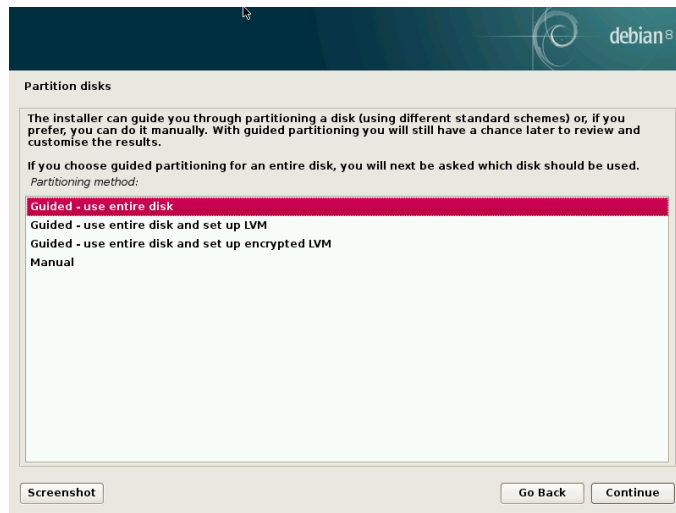 debian 8
Partition disks
The installer can guide you through partitioning a disk (using different standard schemes) or, if you
prefer, you can do it manually. With guided partitioning you will still have a chance later to review and
customise the results.
If you choose guided partitioning for an entire disk, you will next be asked which disk should be used.
Partitioning method:
Guided - use entire disk
Guided - use entire disk and set up LVM
Guided - use entire disk and set up encrypted LVM
Manual
Screenshot
Go Back
Continue